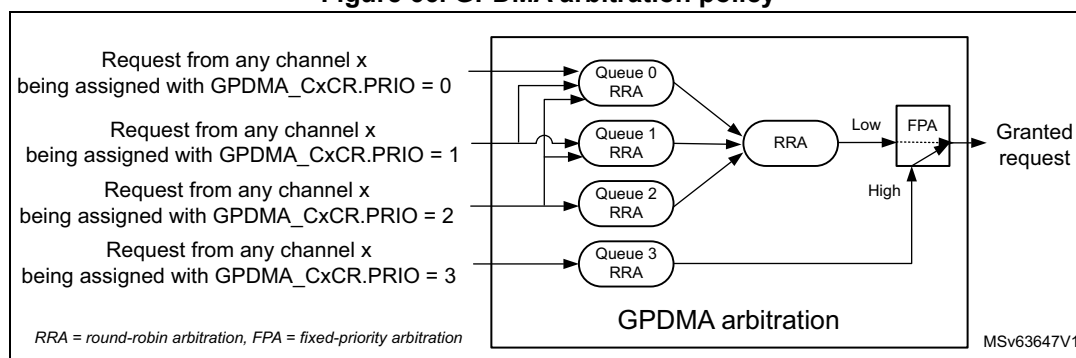 Figure 68. GPDMA arbitration policy
Request from any channel x
being assigned with GPDMA_CxCR.PRIO = 0
Request from any channel x
being assigned with GPDMA_CxCR.PRIO = 1
Request from any channel x
being assigned with GPDMA_CxCR.PRIO = 2
Request from any channel x
being assigned with GPDMA_CxCR.PRIO = 3
Queue 0
RRA
Queue 1
RRA
Queue 2
RRA
Queue 3
RRA
RRA
Low
FPA
High
Granted
request
GPDMA arbitration
RRA = round-robin arbitration, FPA = fixed-priority arbitration
MSv63647V1